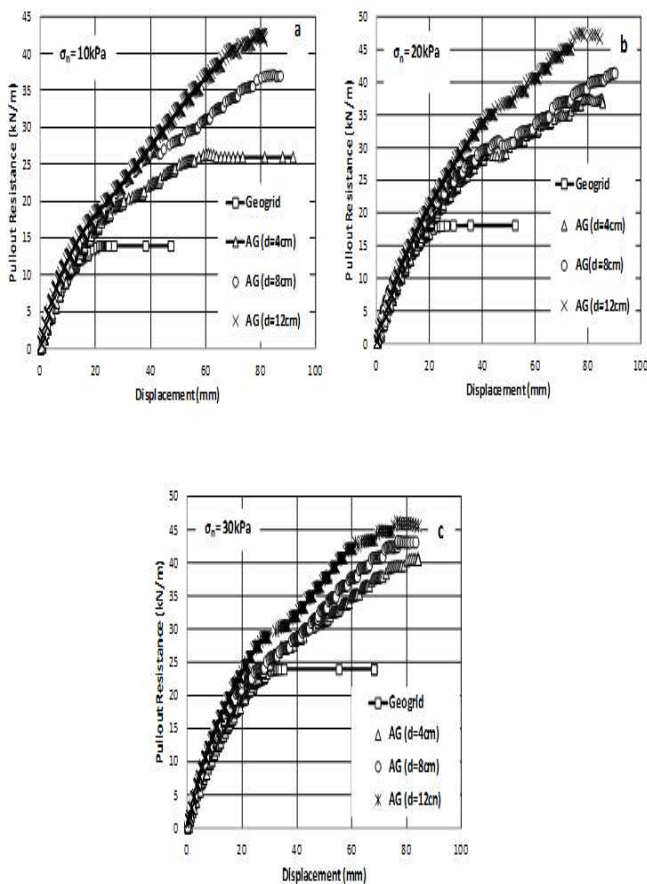 a
σn=10kPa
45
40
35
30
25
20
15
10
5
0
Pullout Resistance (kN/m)
Geogrid
AG (d=4cm)
AG (d=8cm)
AG (d=12cm)
0 20 40 60 80 100
Displacement (mm)
b
σn=20kPa
50
45
40
35
30
25
20
15
10
5
0
Pullout Resistance (kN/m)
Geogrid
AG (d=4cm)
AG (d=8cm)
AG (d=12cm)
0 20 40 60 80 100
Displacement (mm)
c
σn=30kPa
50
45
40
35
30
25
20
15
10
5
0
Pullout Resistance (kN/m)
Geogrid
AG (d=4cm)
AG (d=8cm)
AG (d=12cn)
0 20 40 60 80 100
Displacement (mm)